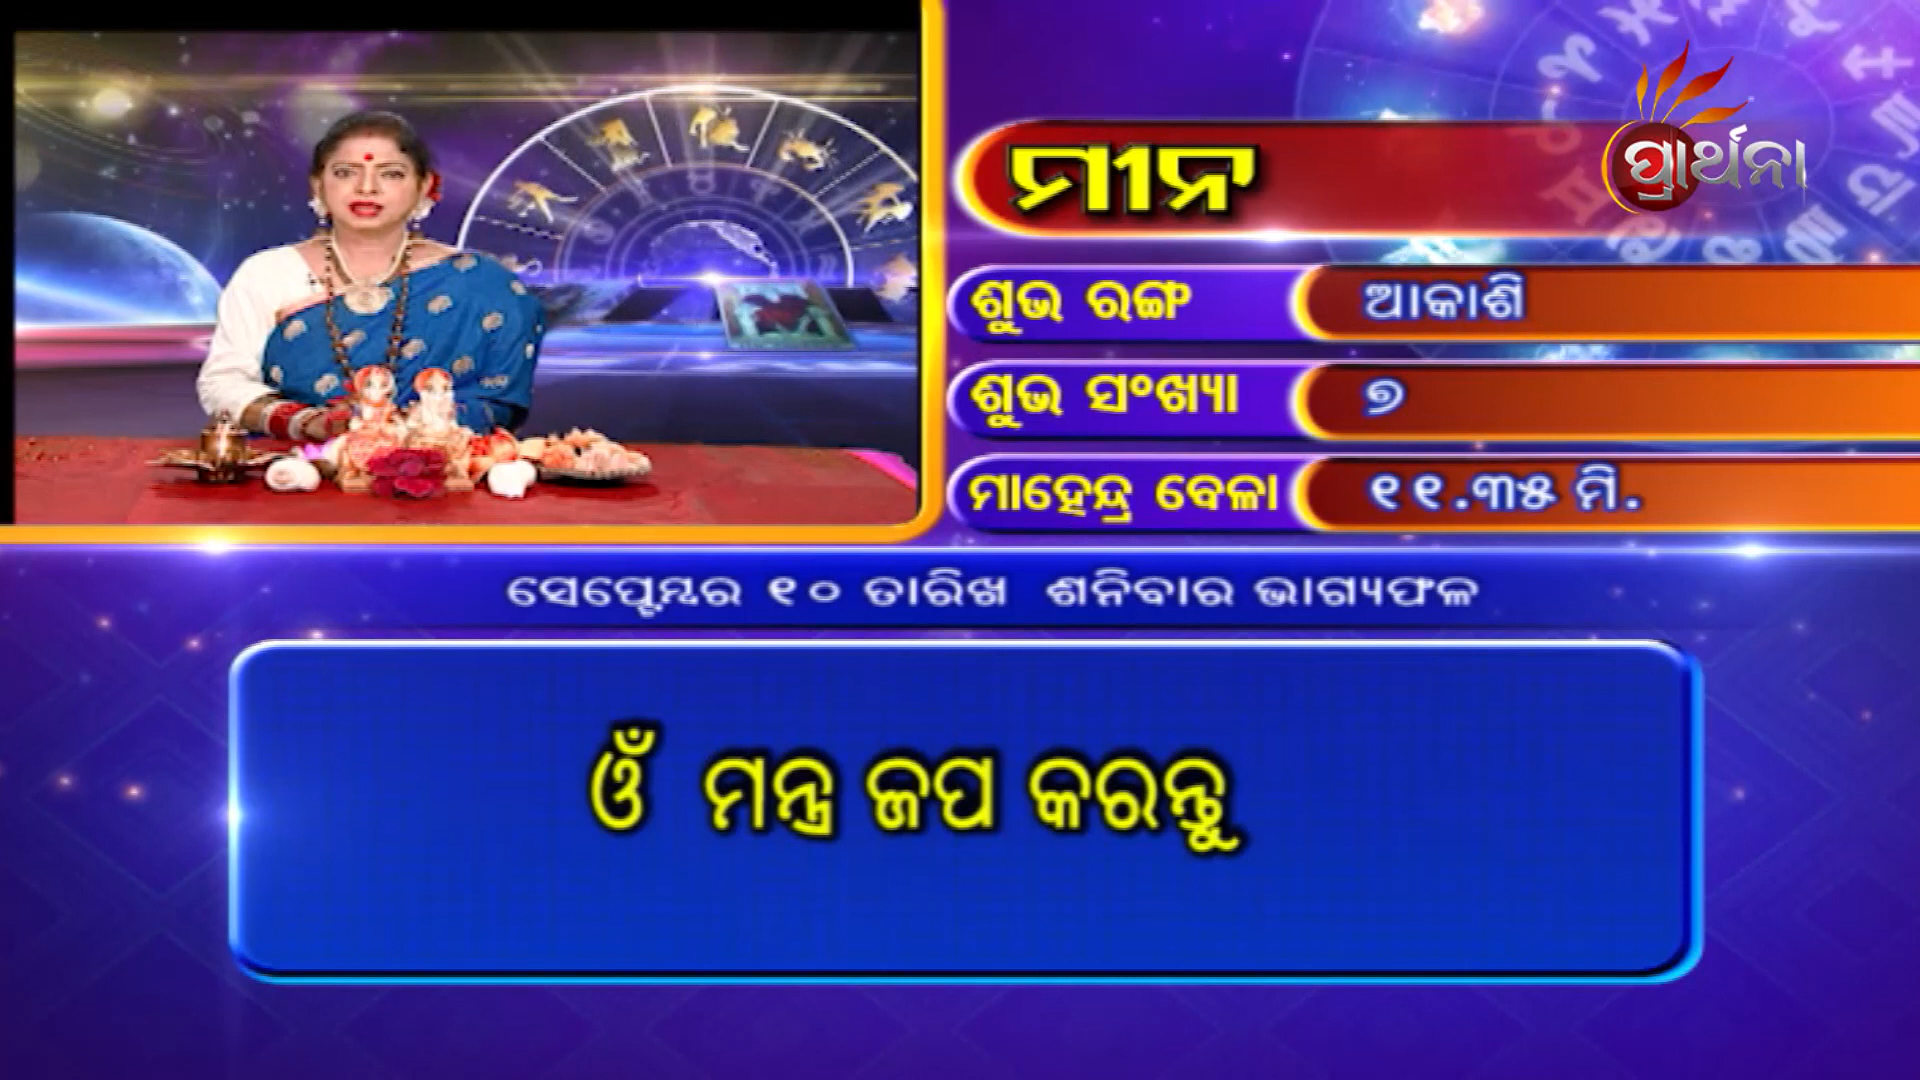 ମୀନ
ପ୍ରାର୍ଥନା
ଶୁଭ ରଙ୍ଗ ଆକାଶି
ଶୁଭ ସଂଖ୍ୟା ୭
ମାହେନ୍ଦ୍ର ବେଳା ୧୧.୩୫ ମି.
ସେପ୍ଟେମ୍ବର ୧୦ ତାରିଖ ଶନିବାର ଭାଗ୍ୟଫଳ
ଓଁ ମନ୍ତ୍ର ଜପ କରନ୍ତୁ